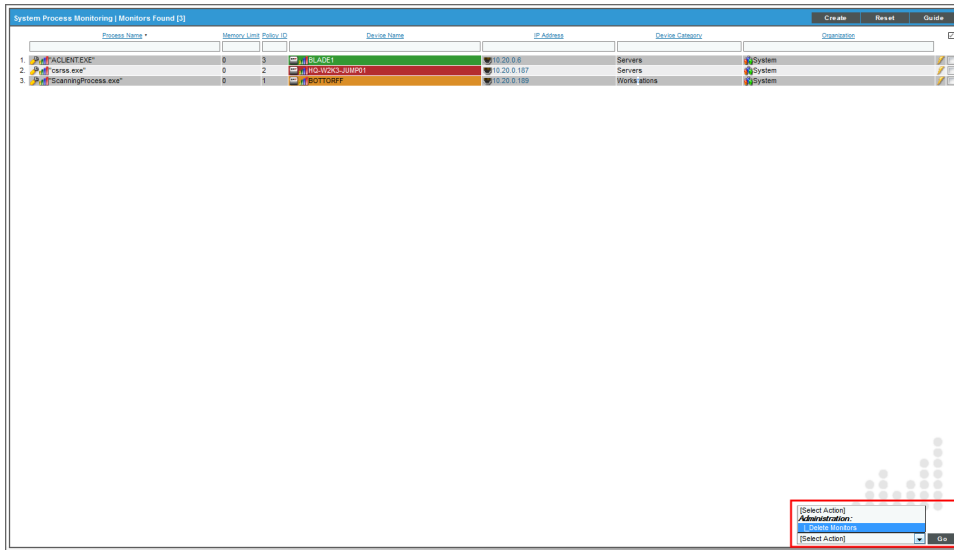 System Process Monitoring | Monitors Found [3]
Create Reset Guide
Process Name Memory Limit Policy ID Device Name IP Address Device Category Organization
1. "ACLIENT.EXE" 0 3 BLADE1 10.20.0.6 Servers System
2. "csrss.exe" 0 2 HQ-W2K3-JUMP01 10.20.0.187 Servers System
3. "ScanningProcess.exe" 1 BOTTORFF 10.20.0.189 Workstations System
[Select Action]
Administration:
Delete Monitors
[Select Action] Go